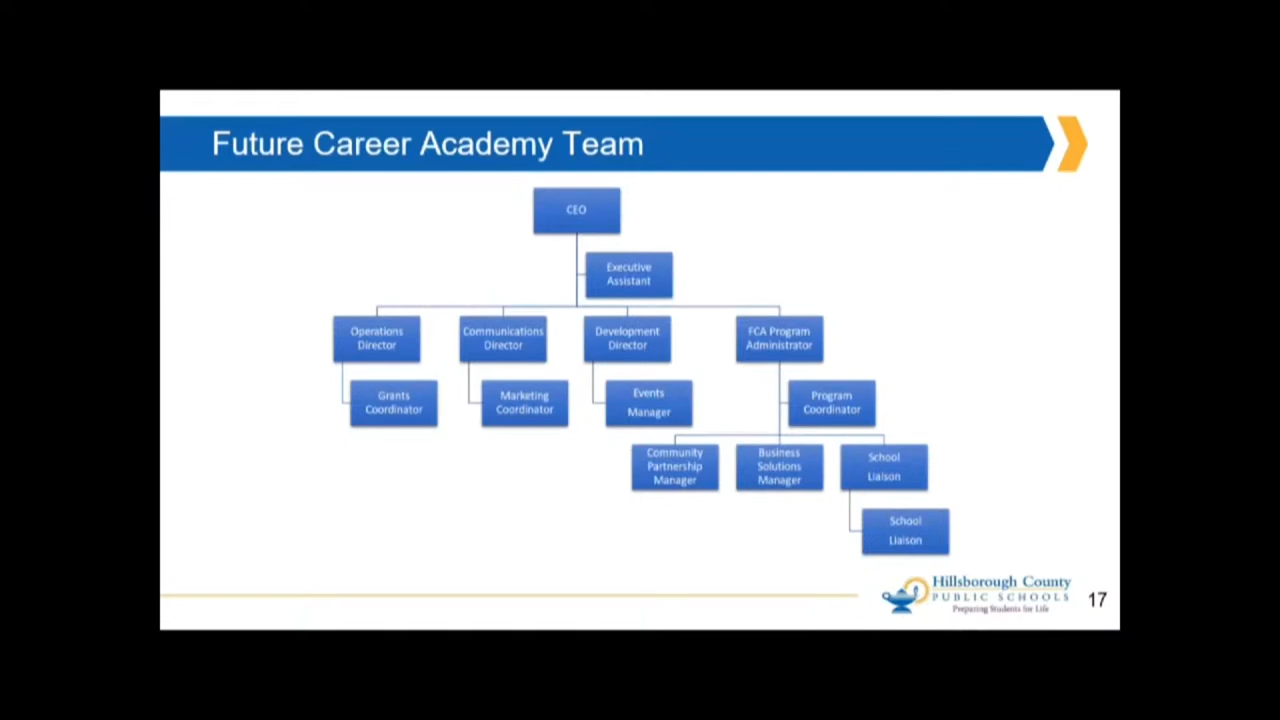 Future Career Academy Team
CEO
Executive
Assistant
Operations
Director
Communications
Director
Development
Director
FCA Program
Administrator
Grants
Coordinator
Marketing
Coordinator
Events
Manager
Program
Coordinator
Community
Partnership
Manager
Business
Solutions
Manager
School
Liaison
School
Liaison
Hillsborough County
PUBLIC SCHOOLS
Preparing Students for Life
17